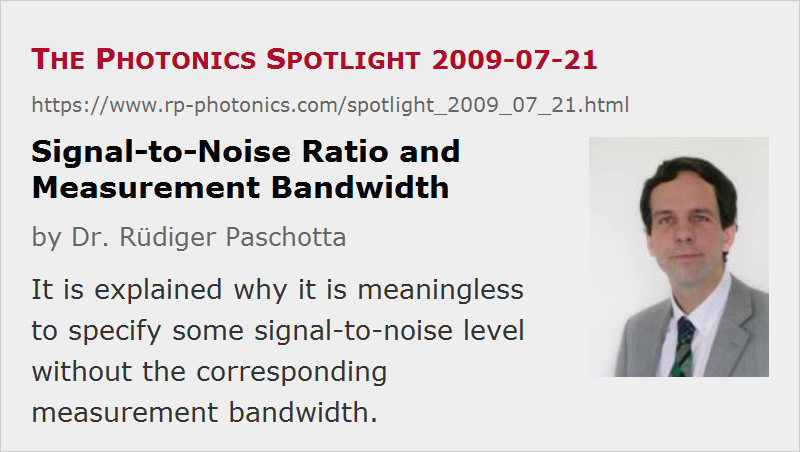 THE PHOTONICS SPOTLIGHT 2009-07-21
https://www.rp-photonics.com/spotlight_2009_07_21.html
Signal-to-Noise Ratio and
Measurement Bandwidth
by Dr. Rüdiger Paschotta
It is explained why it is meaningless
to specify some signal-to-noise level
without the corresponding
measurement bandwidth.